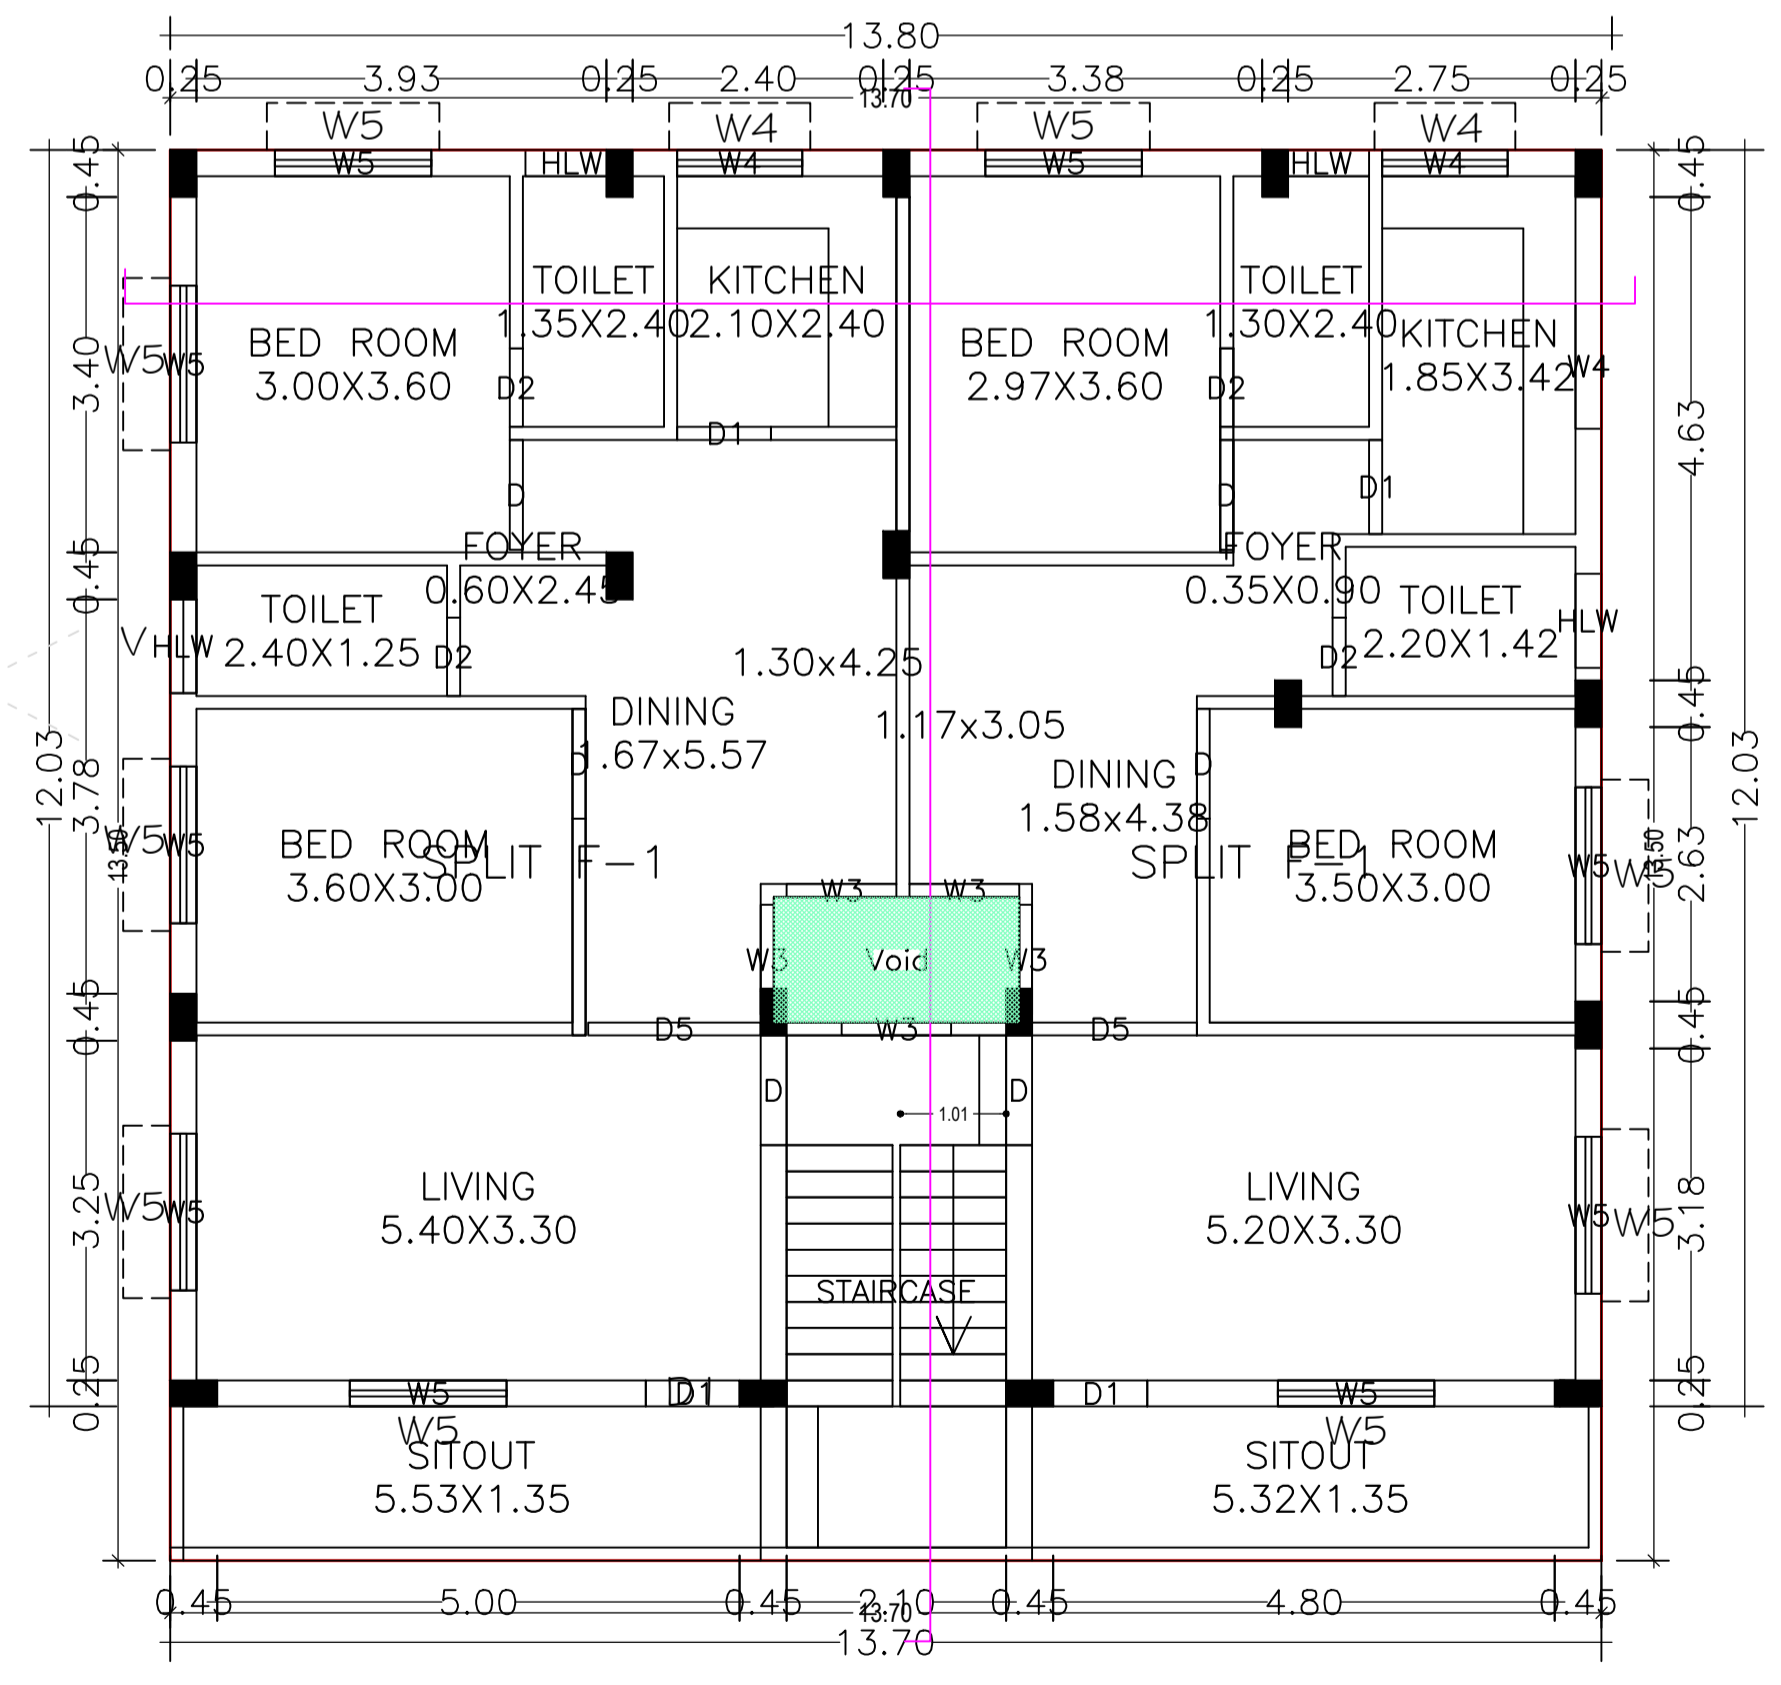 13.80
0.25 3.93 0.25 2.40 0.25 3.38 0.25 2.75 0.25
13.70
W5 W4 W5 W4
W5 HLW W4 W5 HLW W4
0.45 0.45
TOILET
1.35X2.40
KITCHEN
2.10X2.40
TOILET
1.30X2.40
BED ROOM
3.00X3.60
BED ROOM
2.97X3.60
KITCHEN
1.85X3.42
W5 W5 D2 D2 W4
3.40
4.63
D1
D D D1
FOYER
0.60X2.45
FOYER
0.35X0.90
0.45
TOILET
2.40X1.25
TOILET
2.20X1.42
V HLW D2 D2 HLW
1.30x4.25
0.45
DINING
1.67x5.57
1.17x3.05
D
DINING
1.58x4.38
D
12.03
3.78
12.03
13.50
W5 W5
BED ROOM
3.60X3.00
SPLIT F-1
SPLIT F-1
BED ROOM
3.50X3.00
W5 W5
13.50
2.63
W3 W3
W3 Void W3
0.45
D5 W3 D5
0.45
D D
1.01
LIVING
5.40X3.30
LIVING
5.20X3.30
3.25
W5 W5
W5 W5
3.18
STAIRCASE
0.25
W5 D1 D1 D1 W5
0.25
W5 W5
SITOUT
5.53X1.35
SITOUT
5.32X1.35
0.45 5.00 0.45 2.10 0.45 4.80 0.45
13.70
13.70